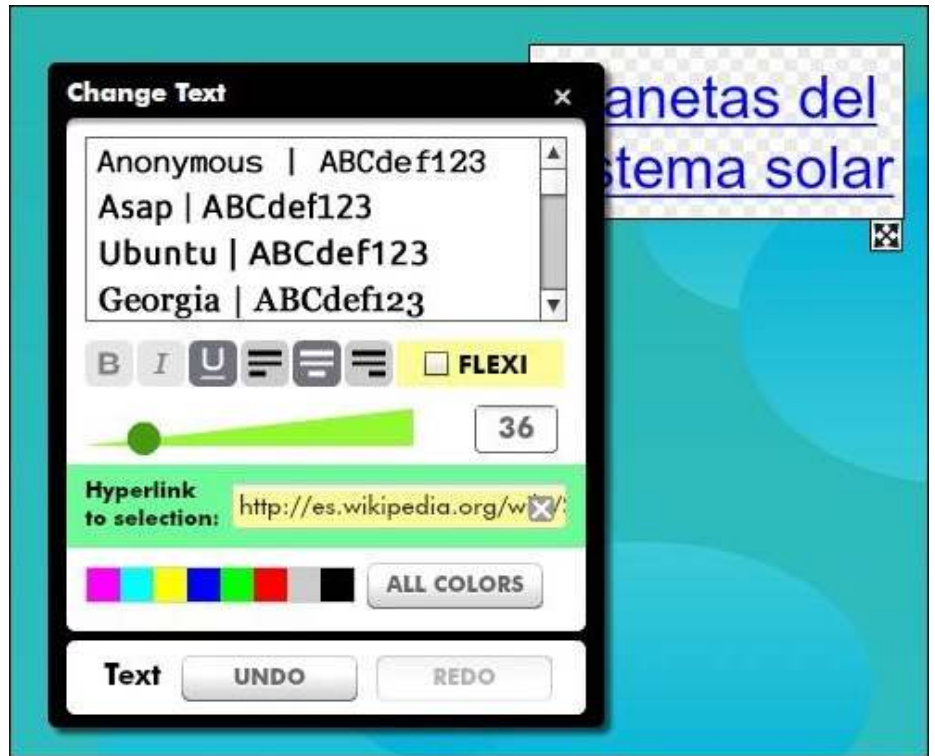 Change Text
anetas del
stema solar
Anonymous | ABCdef123
Asap | ABCdef123
Ubuntu | ABCdef123
Georgia | ABCdef123
B I U
FLEXI
36
Hyperlink
to selection:
http://es.wikipedia.org/w
ALL COLORS
Text UNDO REDO